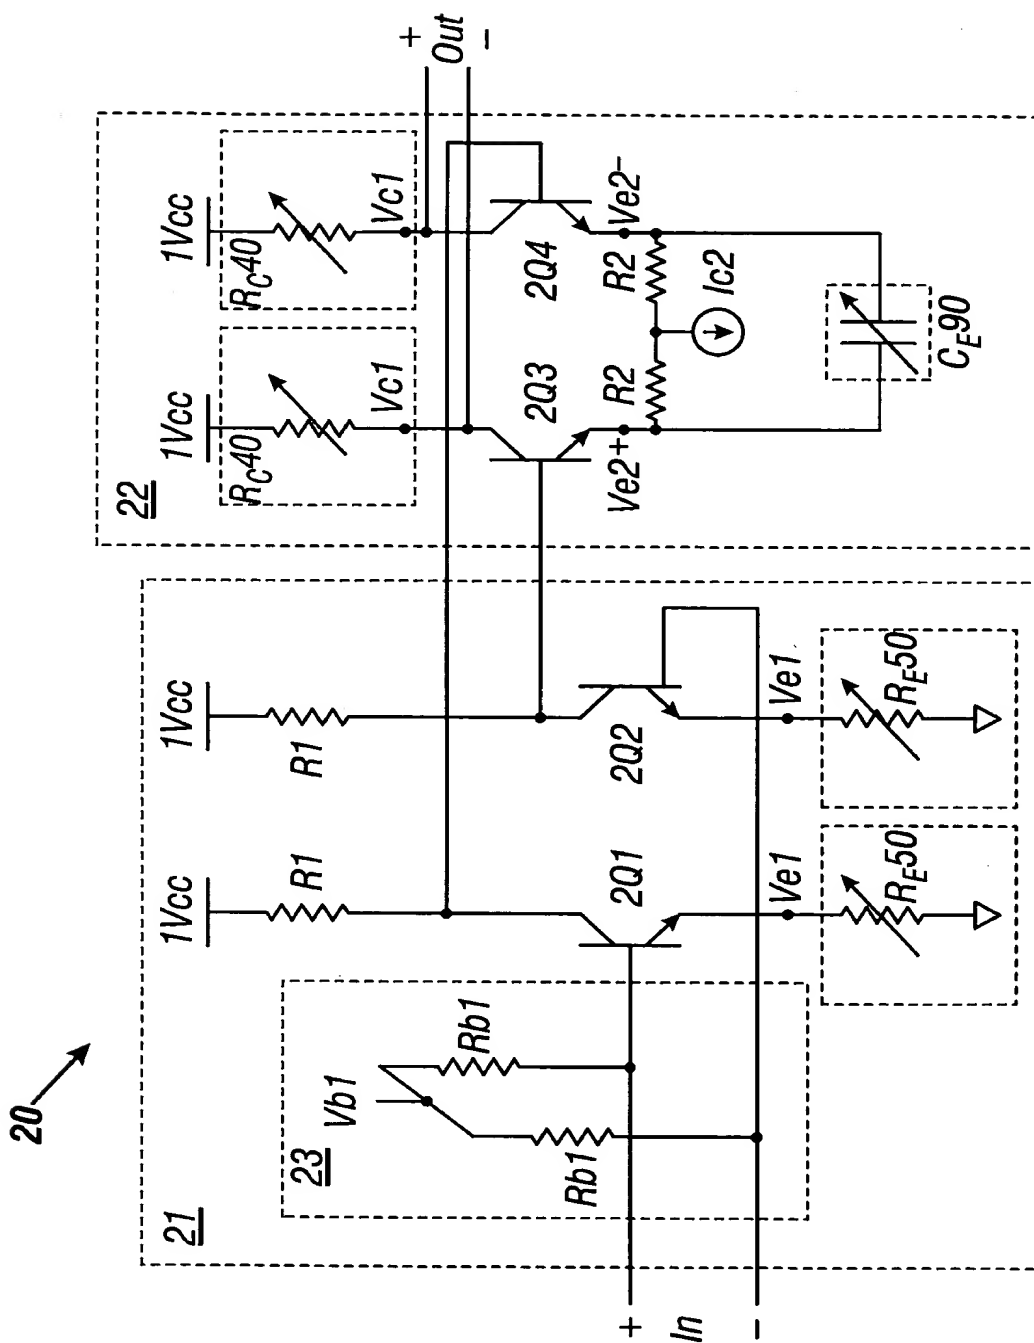 20
21
1Vcc
1Vcc
R1
R1
23
Vb1
Rb1
Rb1
2Q1
2Q2
+
In
-
Ve1
Ve1
RE50
RE50
22
1Vcc
1Vcc
RC40
RC40
Vc1
Vc1
+
Out
-
2Q3
2Q4
Ve2+
Ve2-
R2
R2
Ic2
CE90